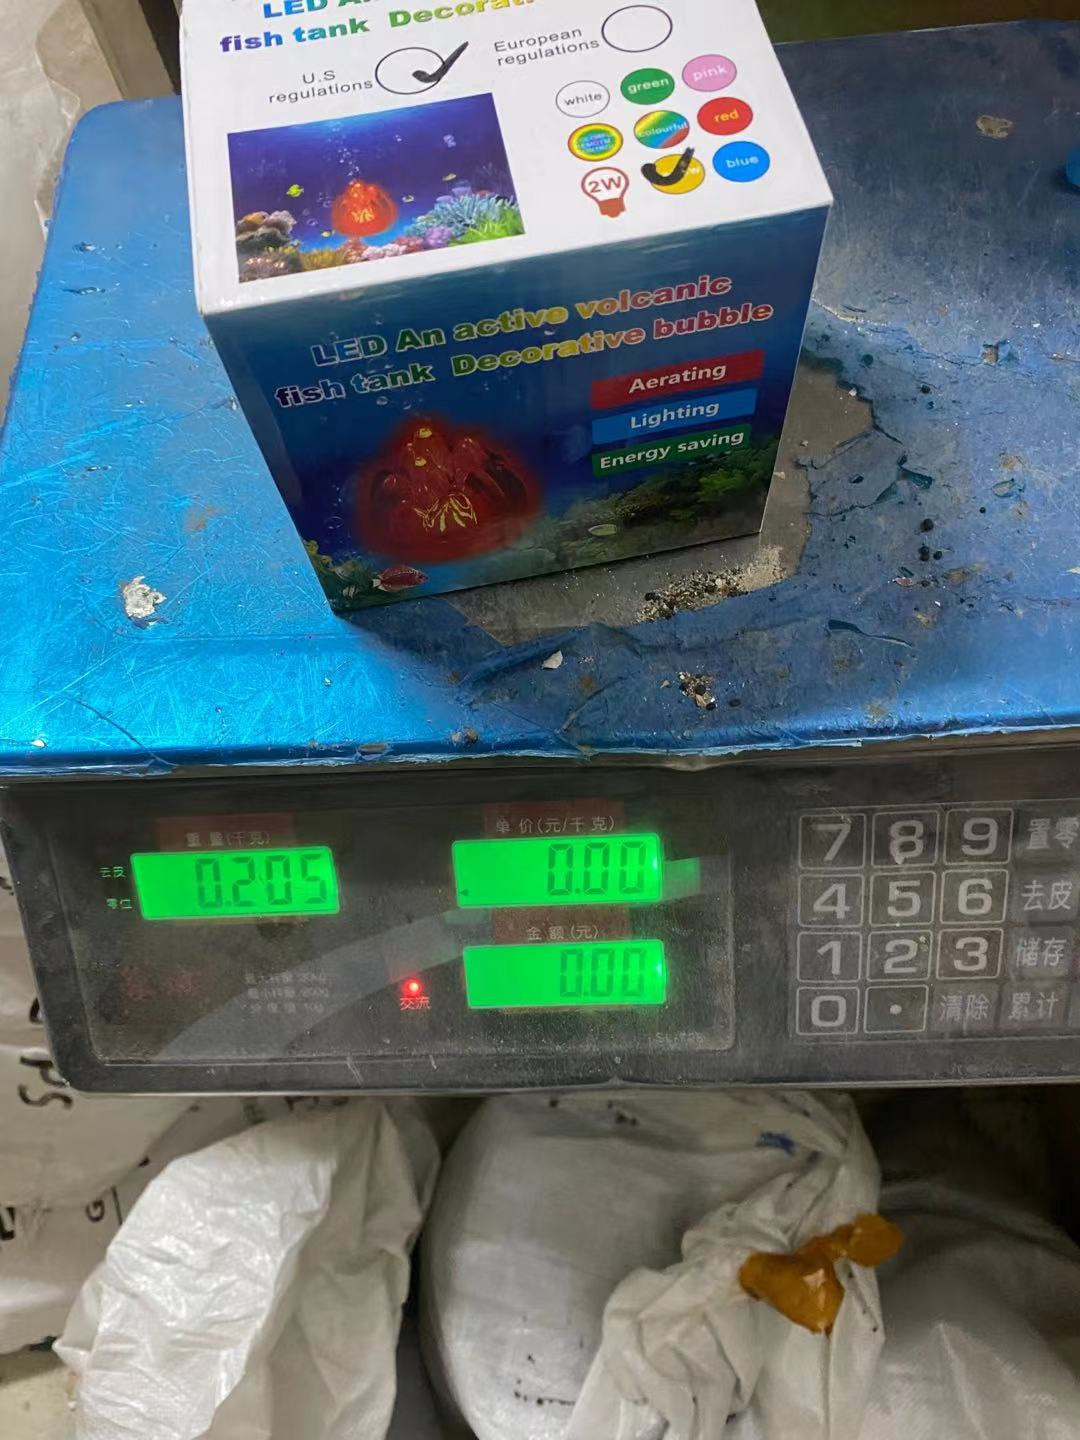 LED An
fish tank Decorati
U.S
regulations
European
regulations
white
green
pink
colourful
red
2W
blue
LED An active volcanic
fish tank Decorative bubble
Aerating
Lighting
Energy saving
重量(千克)
单价(元/千克)
去皮
零位
0.205
0.00
金额(元)
0.00
交流
7 8 9 置零
4 5 6 去皮
1 2 3 储存
0 . 清除 累计